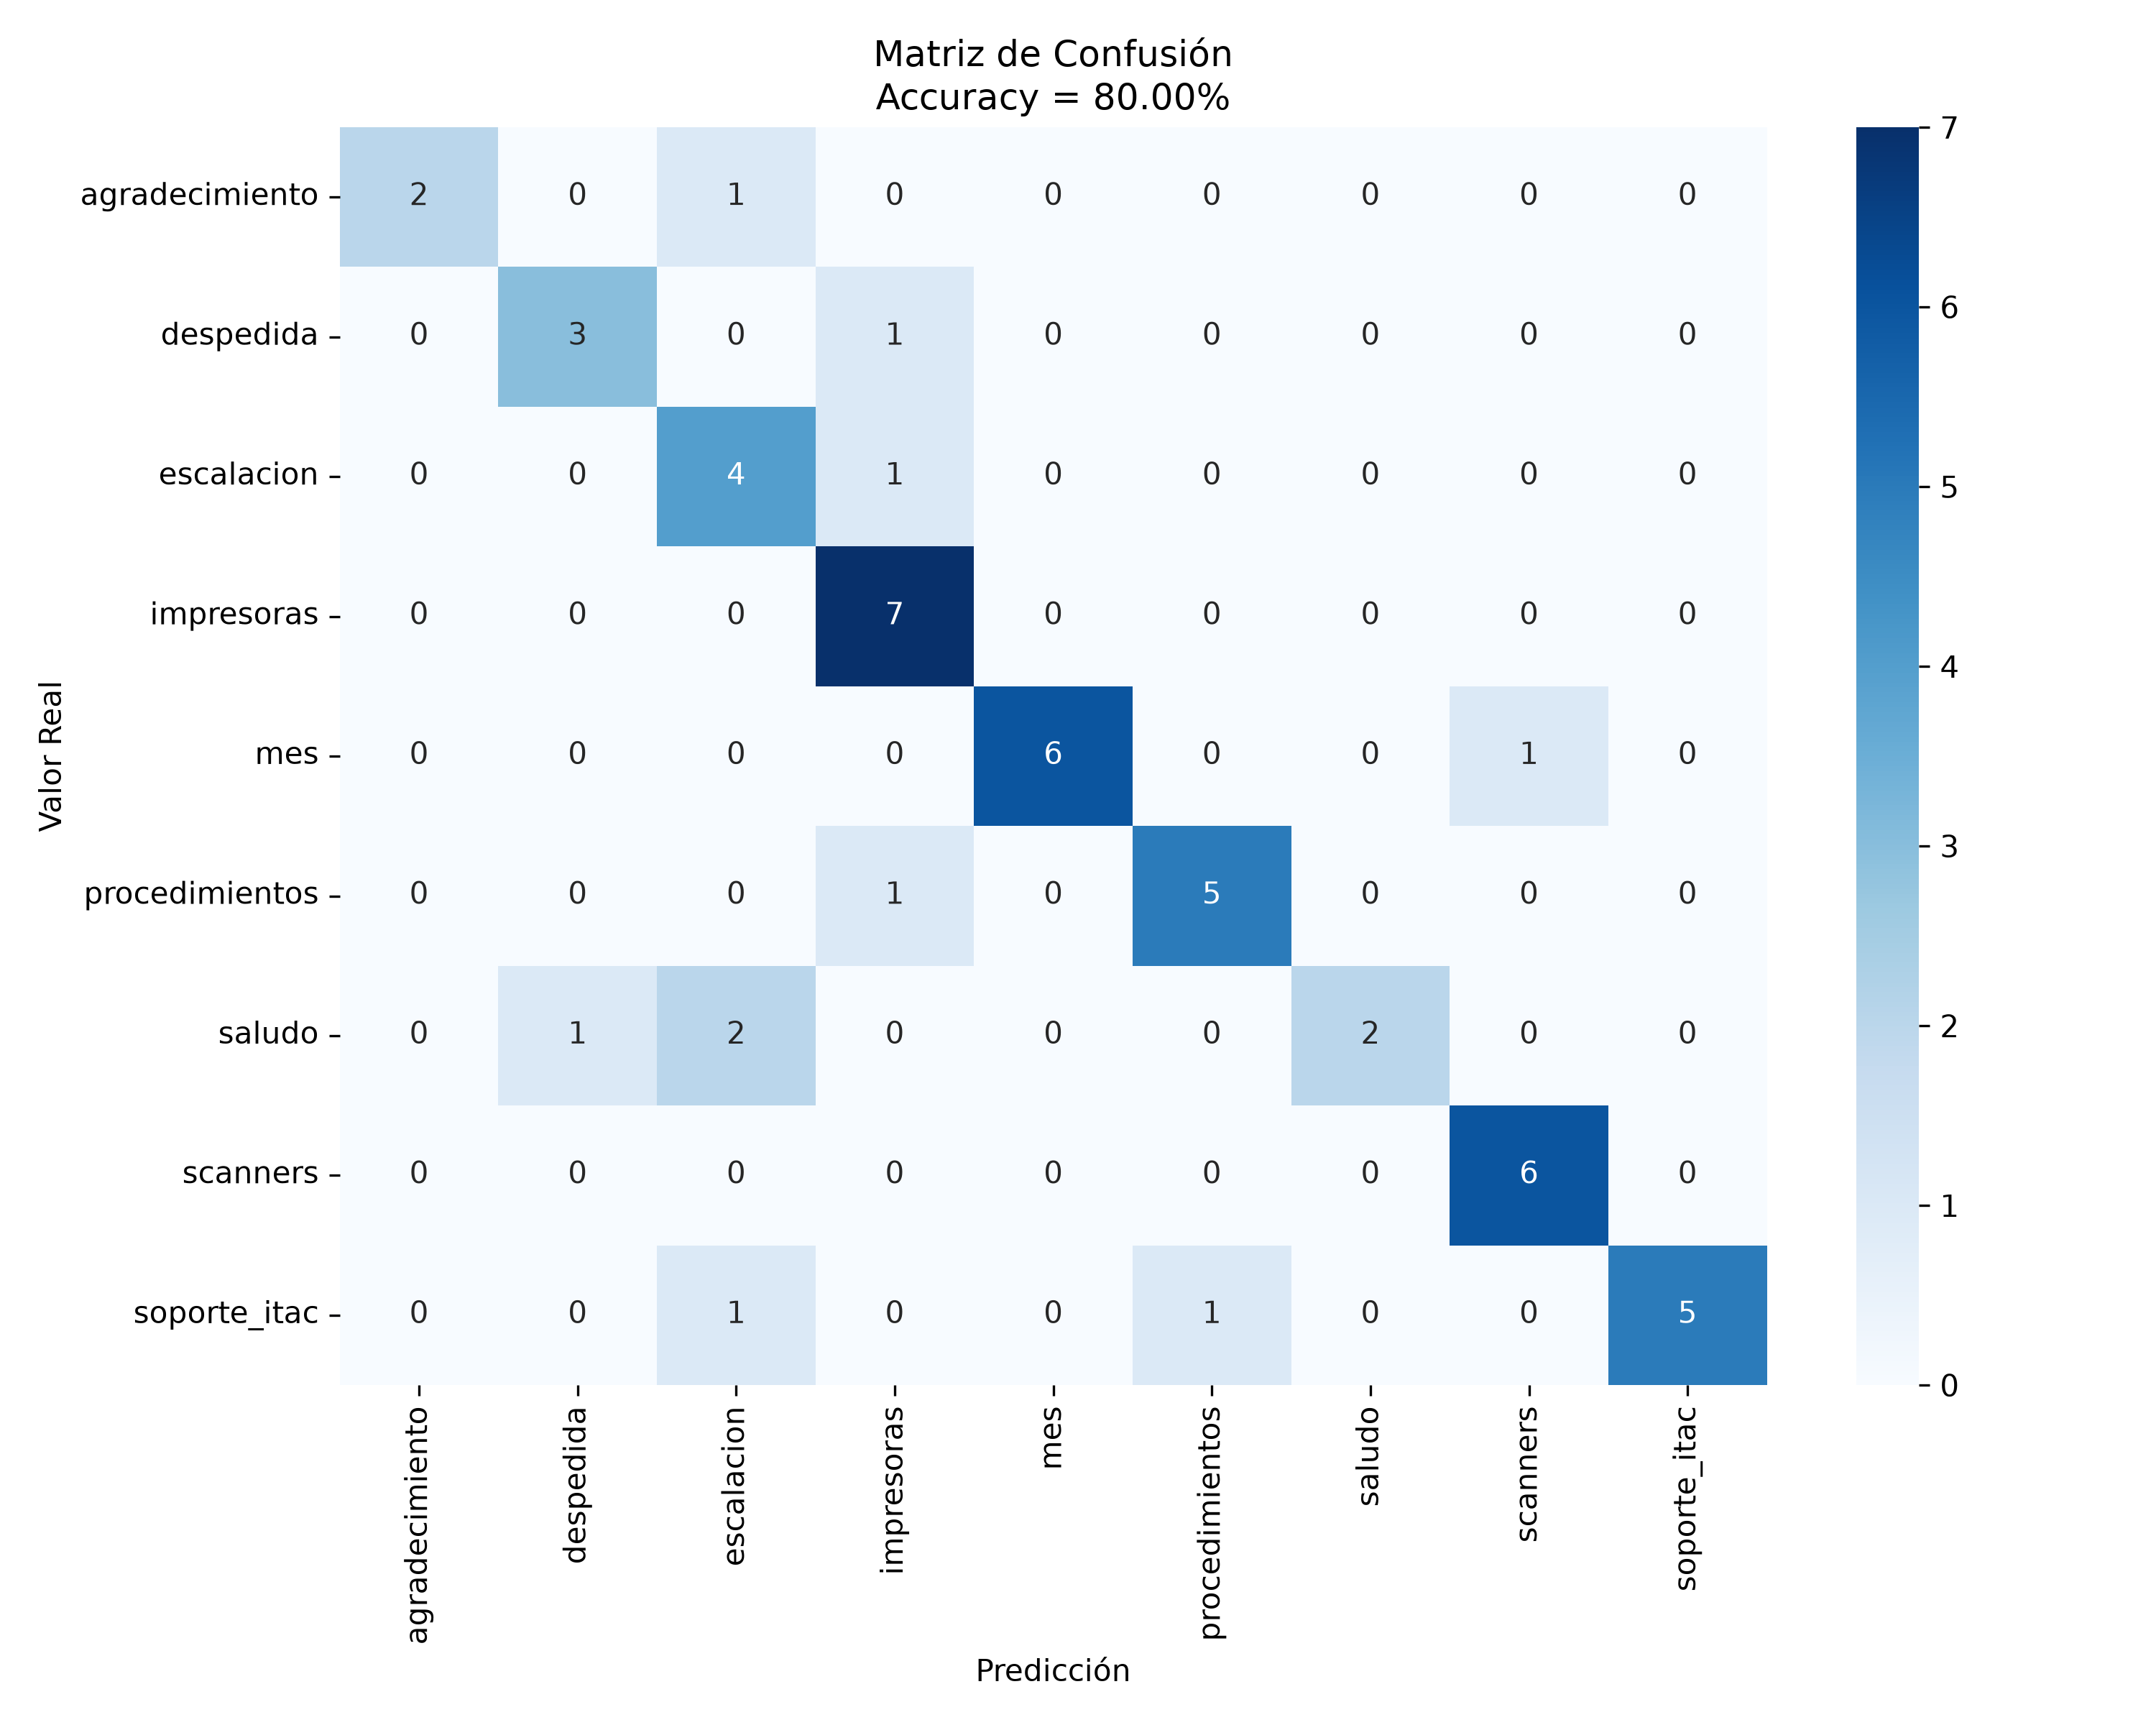 Matriz de Confusión
Accuracy = 80.00%
agradecimiento 2 0 1 0 0 0 0 0 0
despedida 0 3 0 1 0 0 0 0 0
escalacion 0 0 4 1 0 0 0 0 0
impresoras 0 0 0 7 0 0 0 0 0
mes 0 0 0 0 6 0 0 1 0
procedimientos 0 0 0 1 0 5 0 0 0
saludo 0 1 2 0 0 0 2 0 0
scanners 0 0 0 0 0 0 0 6 0
soporte_itac 0 0 1 0 0 1 0 0 5
Valor Real
agradecimiento
despedida
escalacion
impresoras
mes
procedimientos
saludo
scanners
soporte_itac
Predicción
7
6
5
4
3
2
1
0